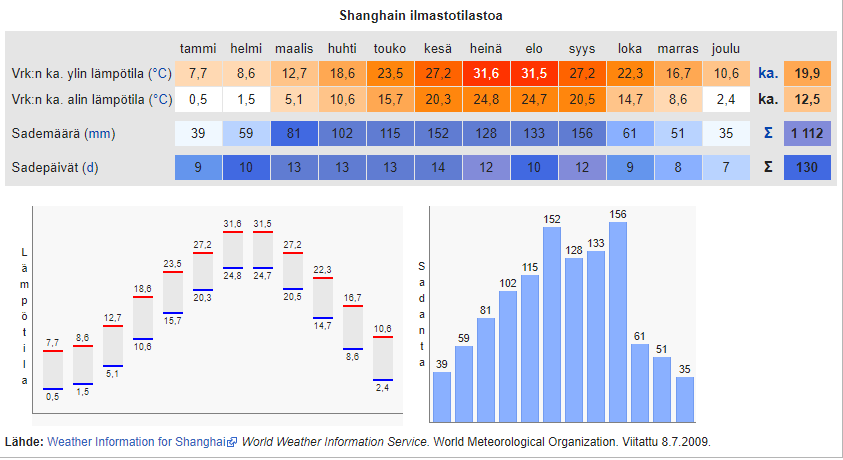 Shanghain ilmastotilastoa
tammi helmi maalis huhti touko kesä heinä elo syys loka marras joulu
Vrk:n ka. ylin lämpötila (°C) 7,7 8,6 12,7 18,6 23,5 27,2 31,6 31,5 27,2 22,3 16,7 10,6 ka. 19,9
Vrk:n ka. alin lämpötila (°C) 0,5 1,5 5,1 10,6 15,7 20,3 24,8 24,7 20,5 14,7 8,6 2,4 ka. 12,5
Sademäärä (mm) 39 59 81 102 115 152 128 133 156 61 51 35 Σ 1 112
Sadepäivät (d) 9 10 13 13 13 14 12 10 12 9 8 7 Σ 130
Lämpötila
7,7 8,6 12,7 18,6 23,5 27,2 31,6 31,5 27,2 22,3 16,7 10,6
0,5 1,5 5,1 10,6 15,7 20,3 24,8 24,7 20,5 14,7 8,6 2,4
Sadanta
39 59 81 102 115 152 128 133 156 61 51 35
Lähde: Weather Information for Shanghai World Weather Information Service. World Meteorological Organization. Viitattu 8.7.2009.